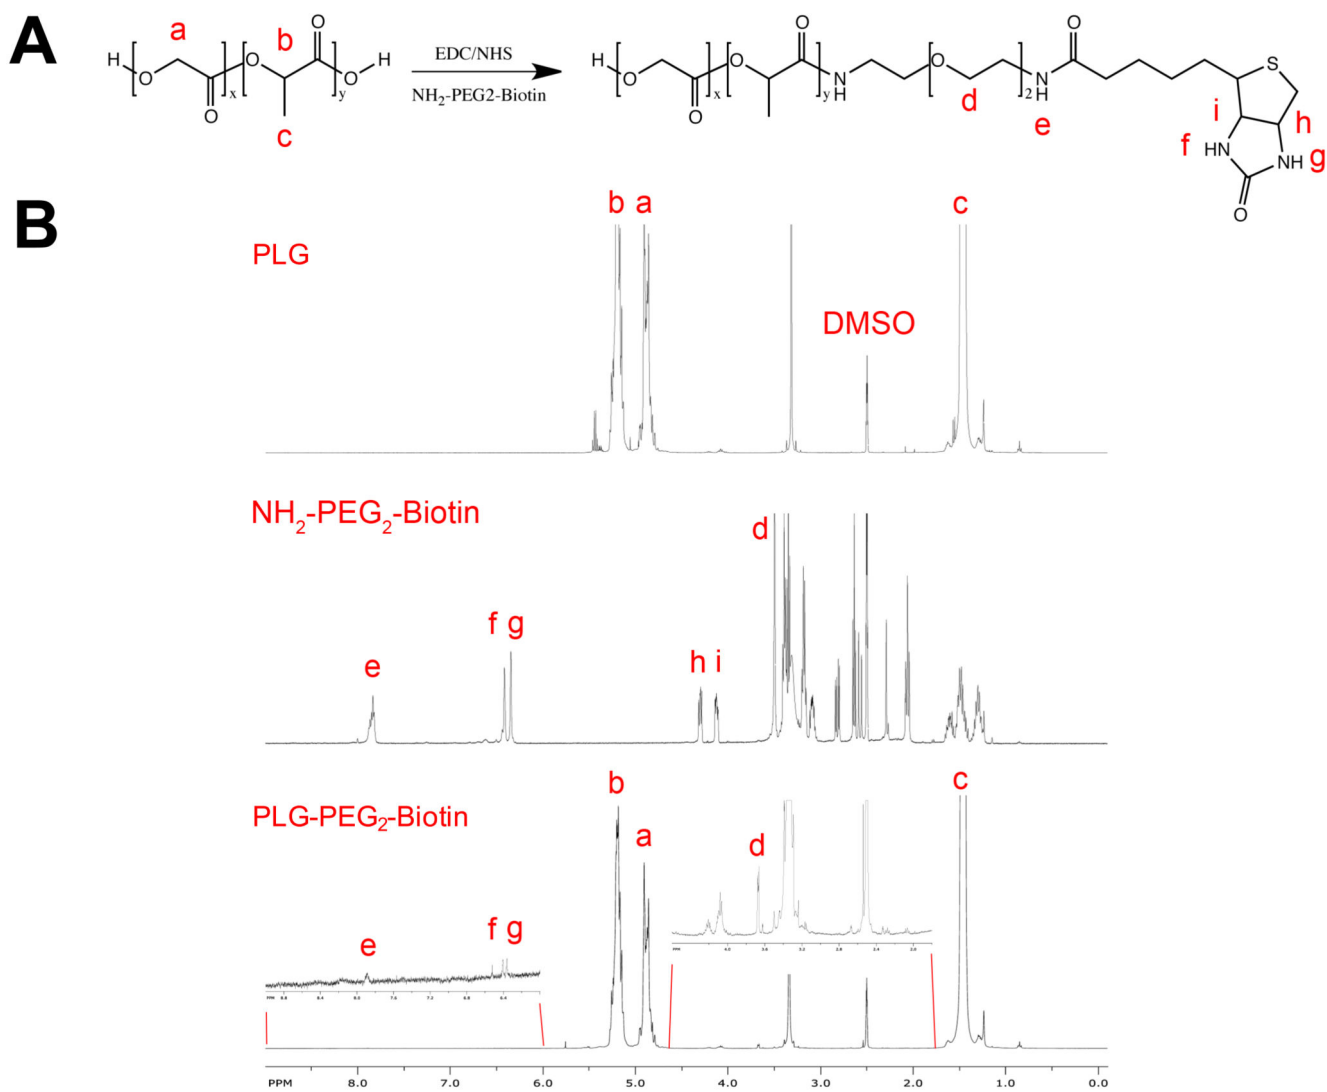 A
H
O
a
O
x
O
b
O
c
y
O
H
EDC/NHS
NH₂-PEG2-Biotin
H
O
O
x
O
O
y
N
H
O
d
2
N
H
e
O
S
i
h
f
HN
NH
g
O
B
b a c
PLG
DMSO
NH₂-PEG₂-Biotin
d
f g
e
h i
b c
PLG-PEG₂-Biotin
a
d
f g
e
PPM 8.0 7.0 6.0 5.0 4.0 3.0 2.0 1.0 0.0